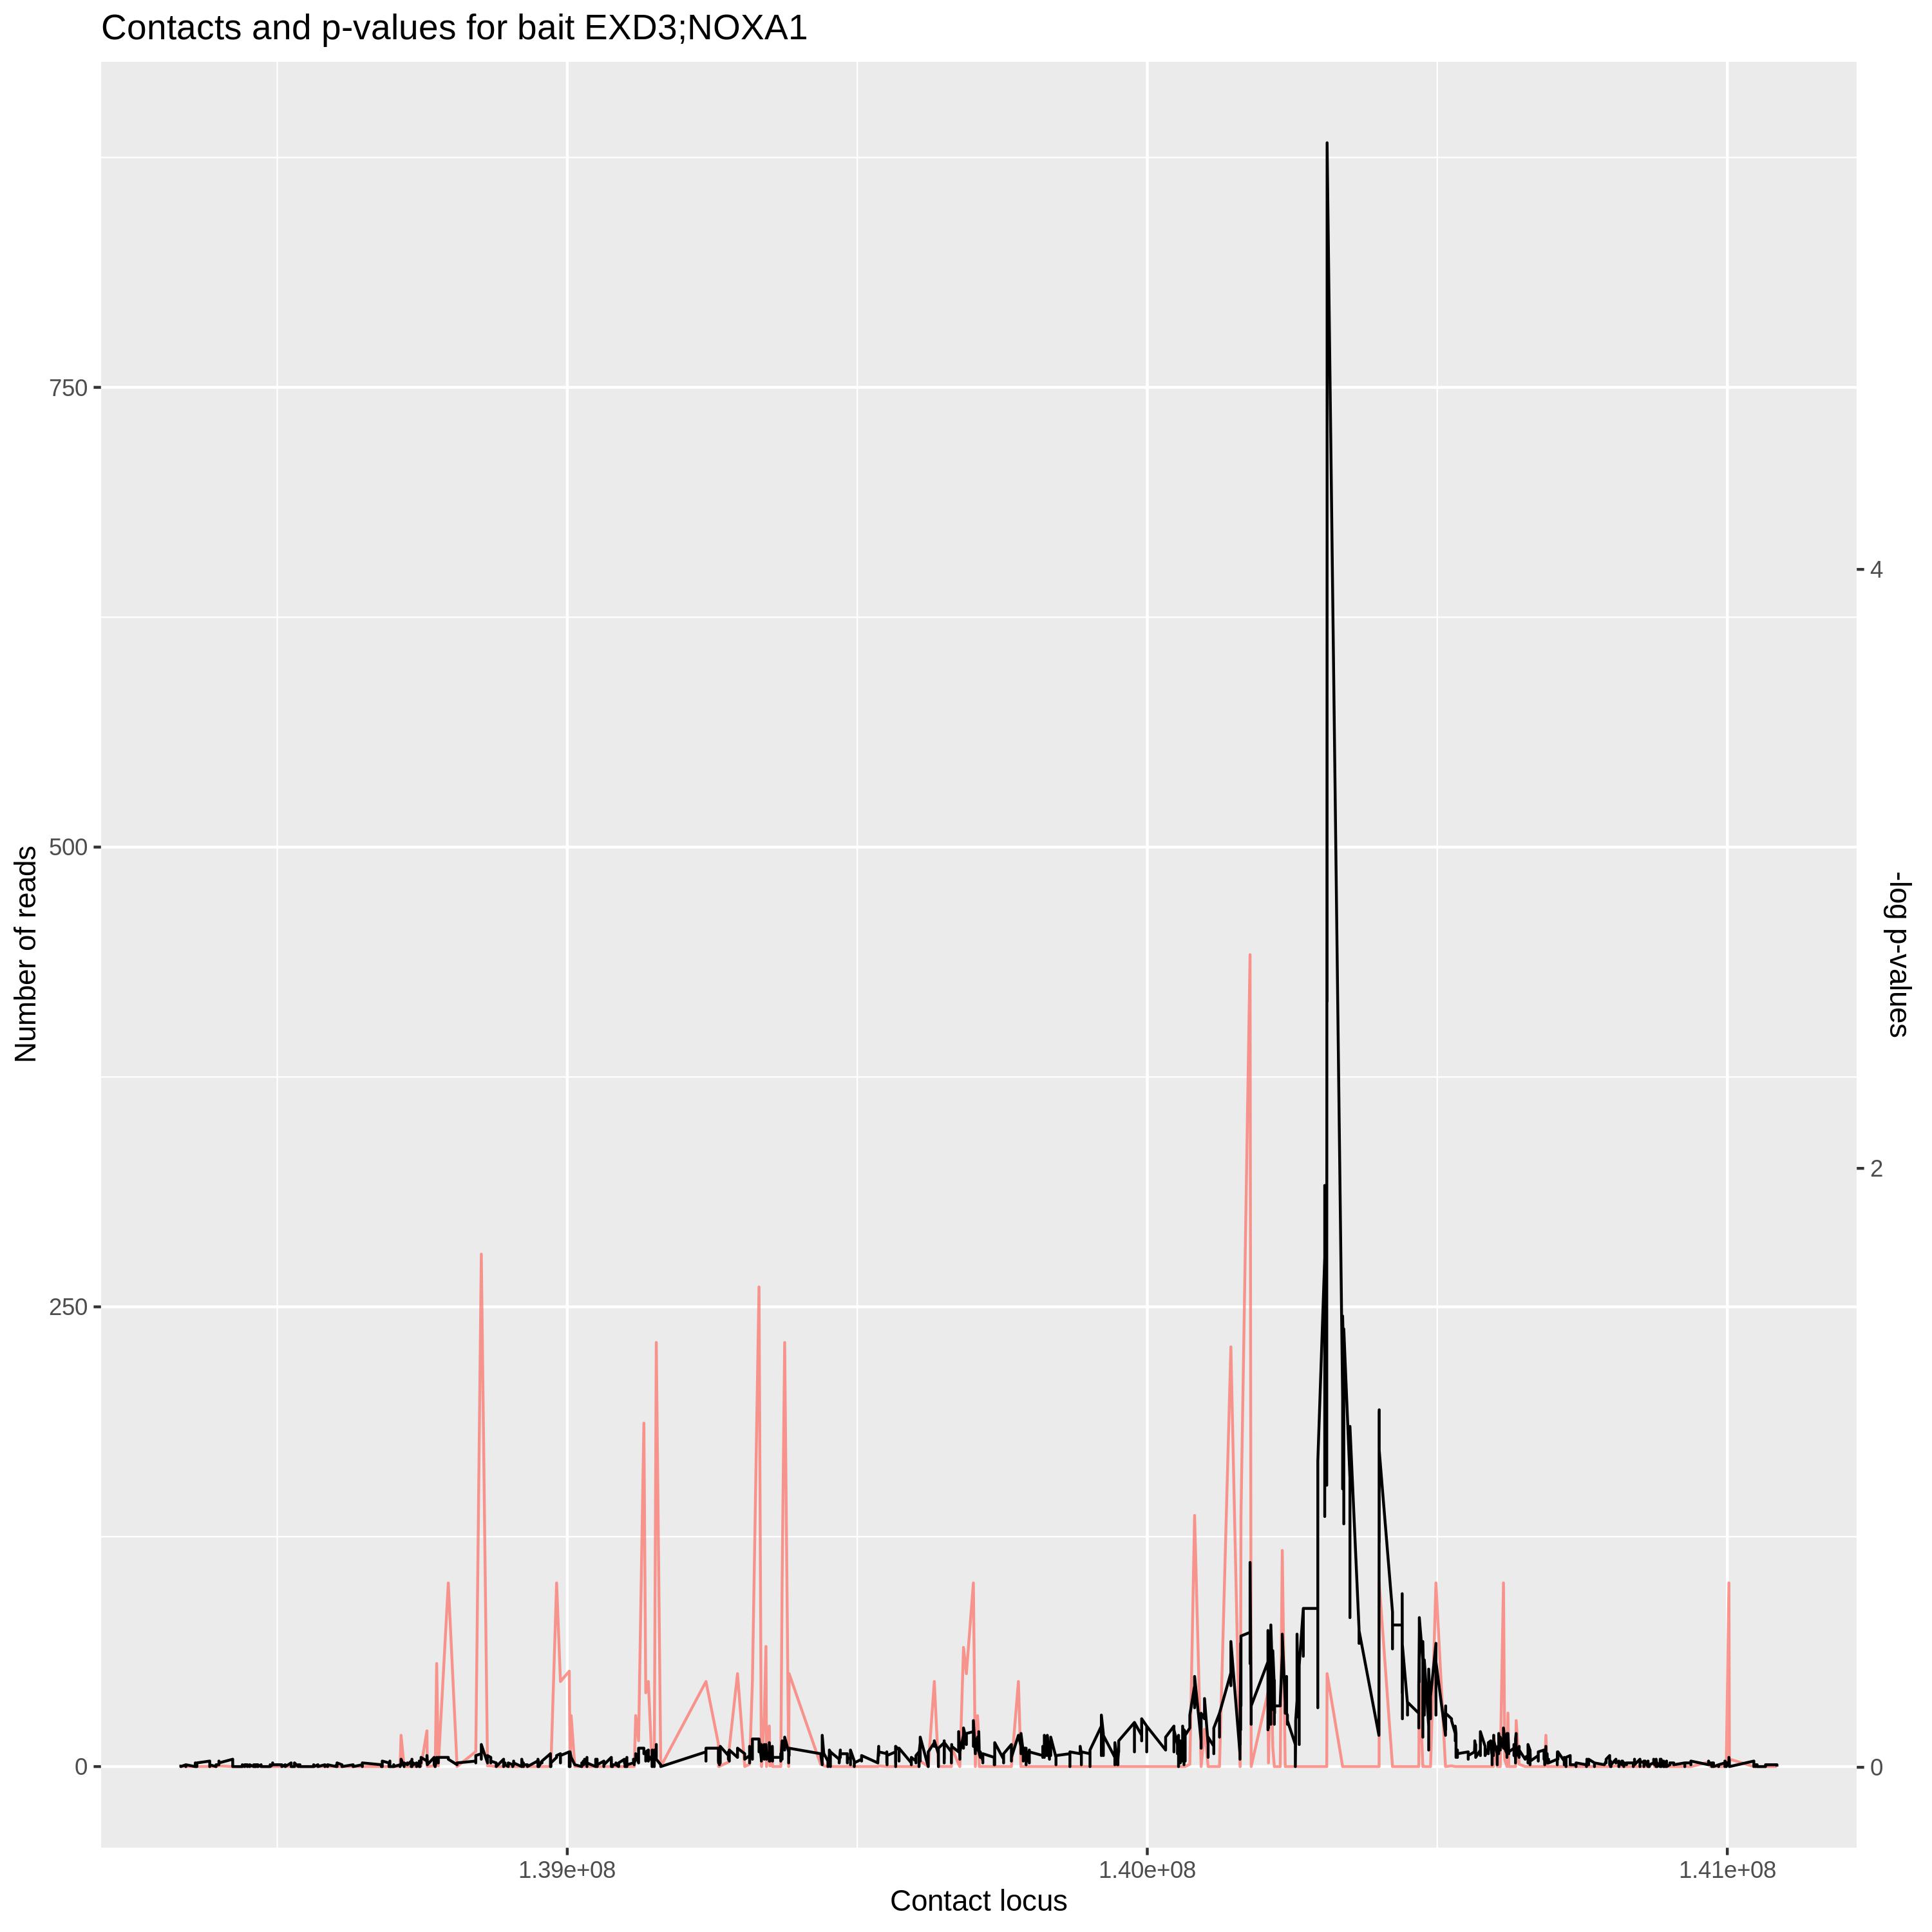 Contacts and p-values for bait EXD3;NOXA1
Number of reads
750
500
250
0
4
2
0
-log p-values
1.39e+08
1.40e+08
1.41e+08
Contact locus